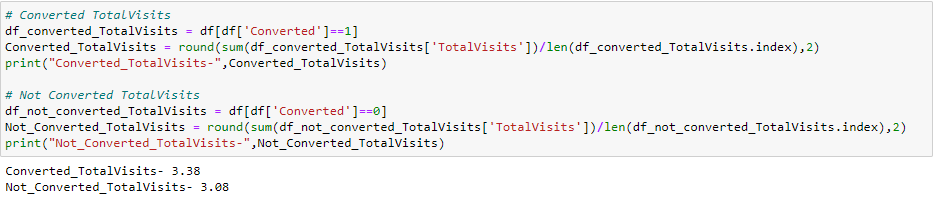 # Converted TotalVisits
df_converted_TotalVisits = df[df['Converted']==1]
Converted_TotalVisits = round(sum(df_converted_TotalVisits['TotalVisits'])/len(df_converted_TotalVisits.index),2)
print("Converted_TotalVisits-",Converted_TotalVisits)
# Not Converted TotalVisits
df_not_converted_TotalVisits = df[df['Converted']==0]
Not_Converted_TotalVisits = round(sum(df_not_converted_TotalVisits['TotalVisits'])/len(df_not_converted_TotalVisits.index),2)
print("Not_Converted_TotalVisits-",Not_Converted_TotalVisits)
Converted_TotalVisits- 3.38
Not_Converted_TotalVisits- 3.08